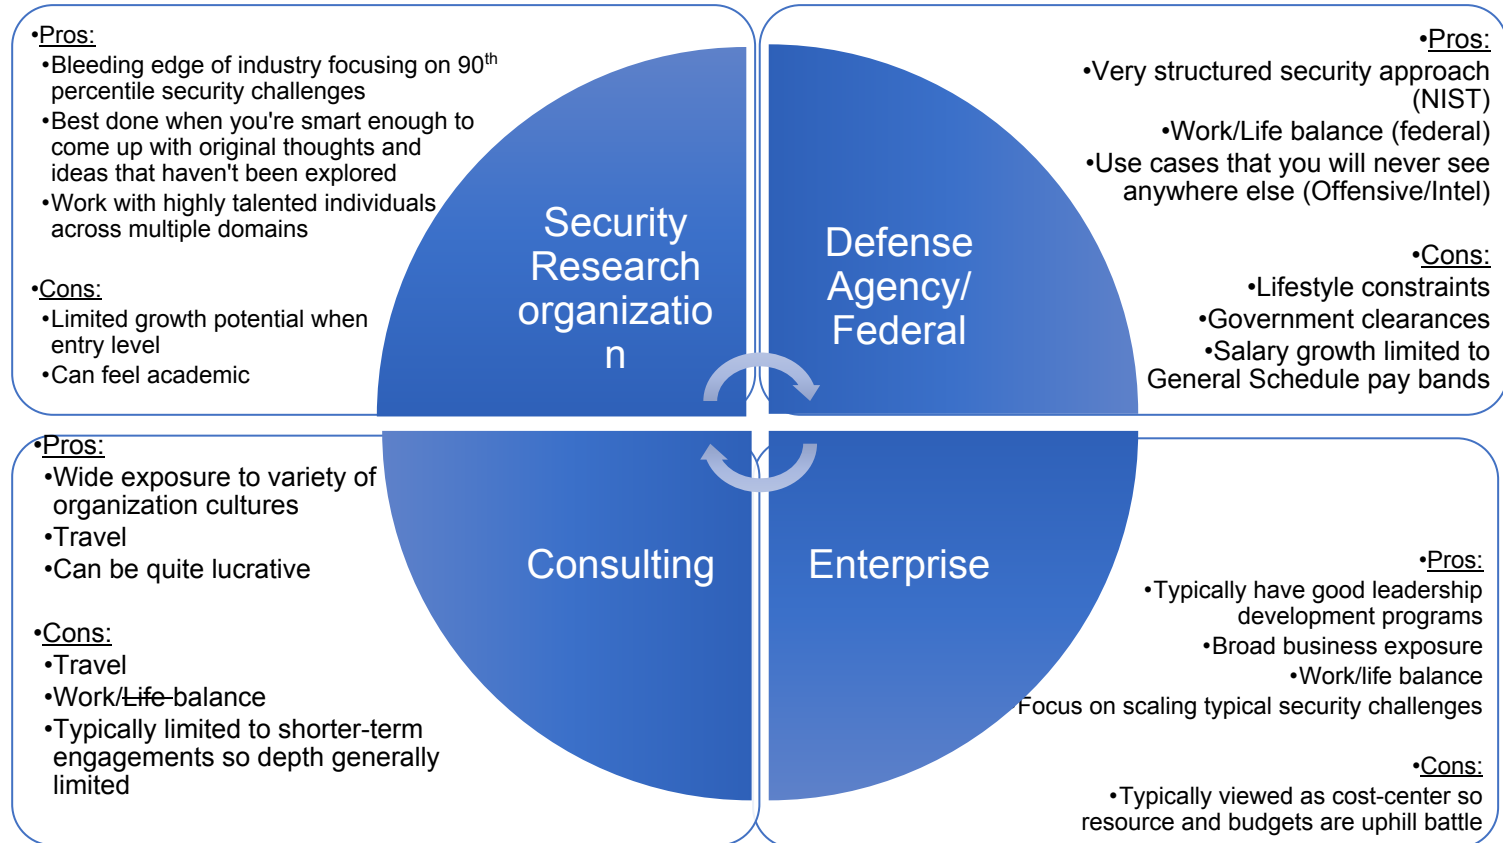 •Pros:
•Bleeding edge of industry focusing on 90th
percentile security challenges
•Best done when you're smart enough to
come up with original thoughts and
ideas that haven't been explored
•Work with highly talented individuals
across multiple domains
•Cons:
•Limited growth potential when
entry level
•Can feel academic
Security
Research
organizatio
n
Defense
Agency/
Federal
•Pros:
•Very structured security approach
(NIST)
•Work/Life balance (federal)
•Use cases that you will never see
anywhere else (Offensive/Intel)
•Cons:
•Lifestyle constraints
•Government clearances
•Salary growth limited to
General Schedule pay bands
•Pros:
•Wide exposure to variety of
organization cultures
•Travel
•Can be quite lucrative
•Cons:
•Travel
•Work/Life balance
•Typically limited to shorter-term
engagements so depth generally
limited
Consulting
Enterprise
•Pros:
•Typically have good leadership
development programs
•Broad business exposure
•Work/life balance
•Focus on scaling typical security challenges
•Cons:
•Typically viewed as cost-center so
resource and budgets are uphill battle